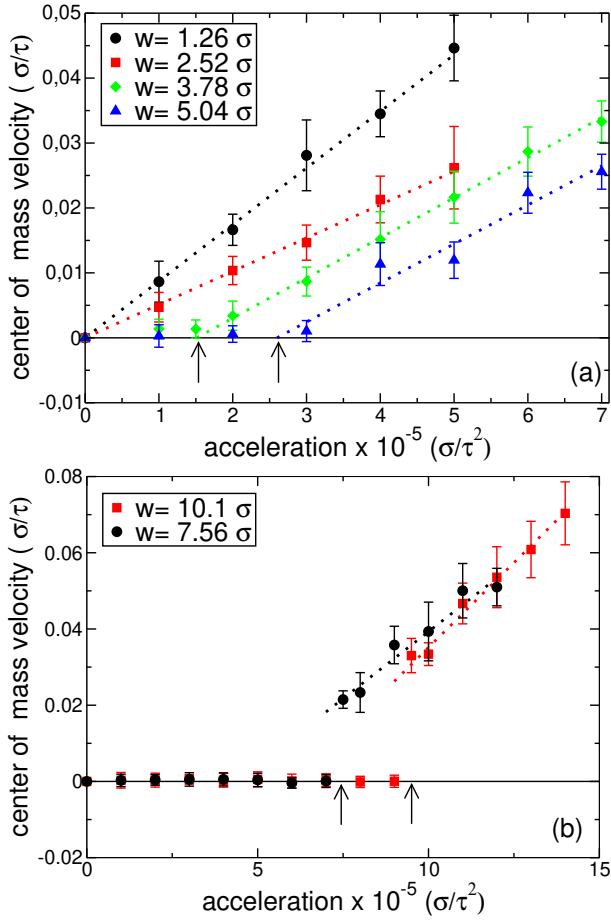 0,05
0,04
0,03
0,02
0,01
0
-0,01
center of mass velocity ( σ/τ)
w= 1.26 σ
w= 2.52 σ
w= 3.78 σ
w= 5.04 σ
(a)
0 1 2 3 4 5 6 7
acceleration x 10-5 (σ/τ2)
0.08
0.06
0.04
0.02
0
-0.02
center of mass velocity ( σ/τ)
w= 10.1 σ
w= 7.56 σ
(b)
0 5 10 15
acceleration x 10-5 (σ/τ2)